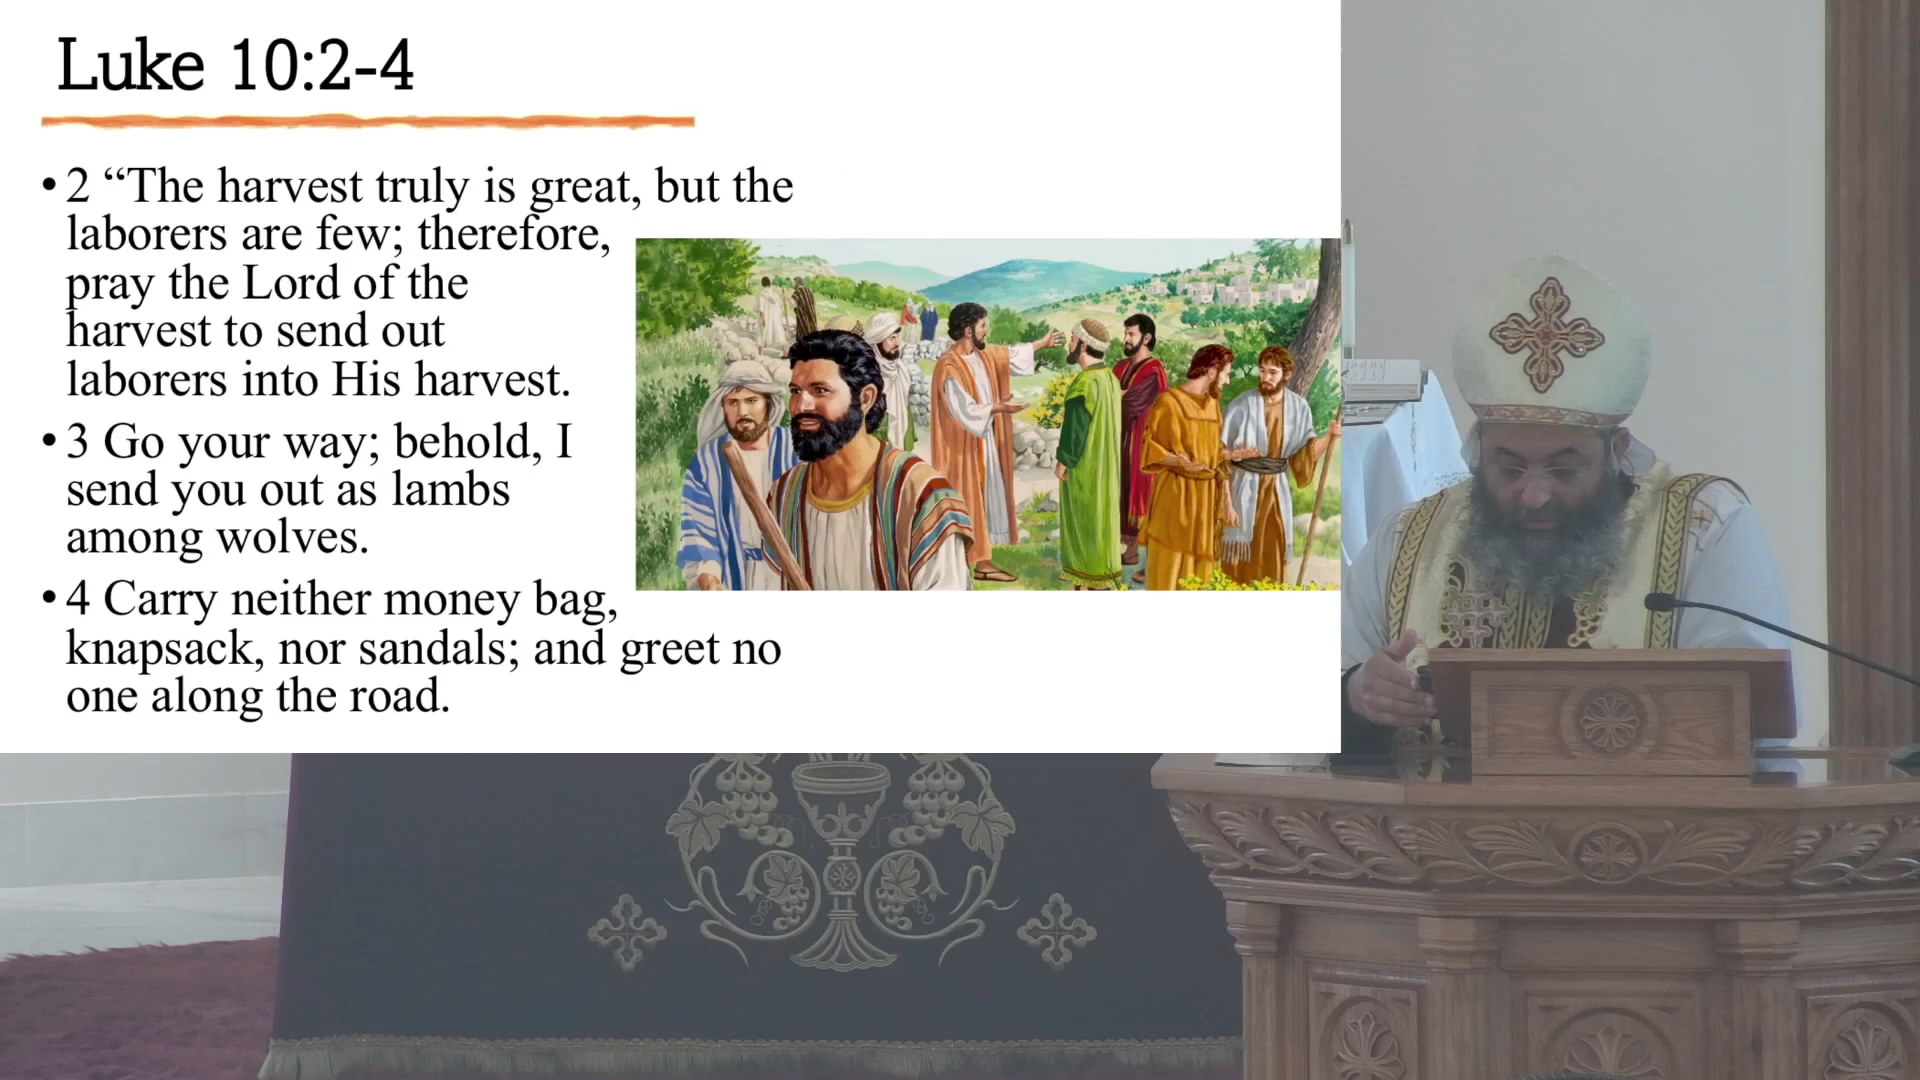 Luke 10:2-4
• 2 “The harvest truly is great, but the
laborers are few; therefore,
pray the Lord of the
harvest to send out
laborers into His harvest.
• 3 Go your way; behold, I
send you out as lambs
among wolves.
• 4 Carry neither money bag,
knapsack, nor sandals; and greet no
one along the road.